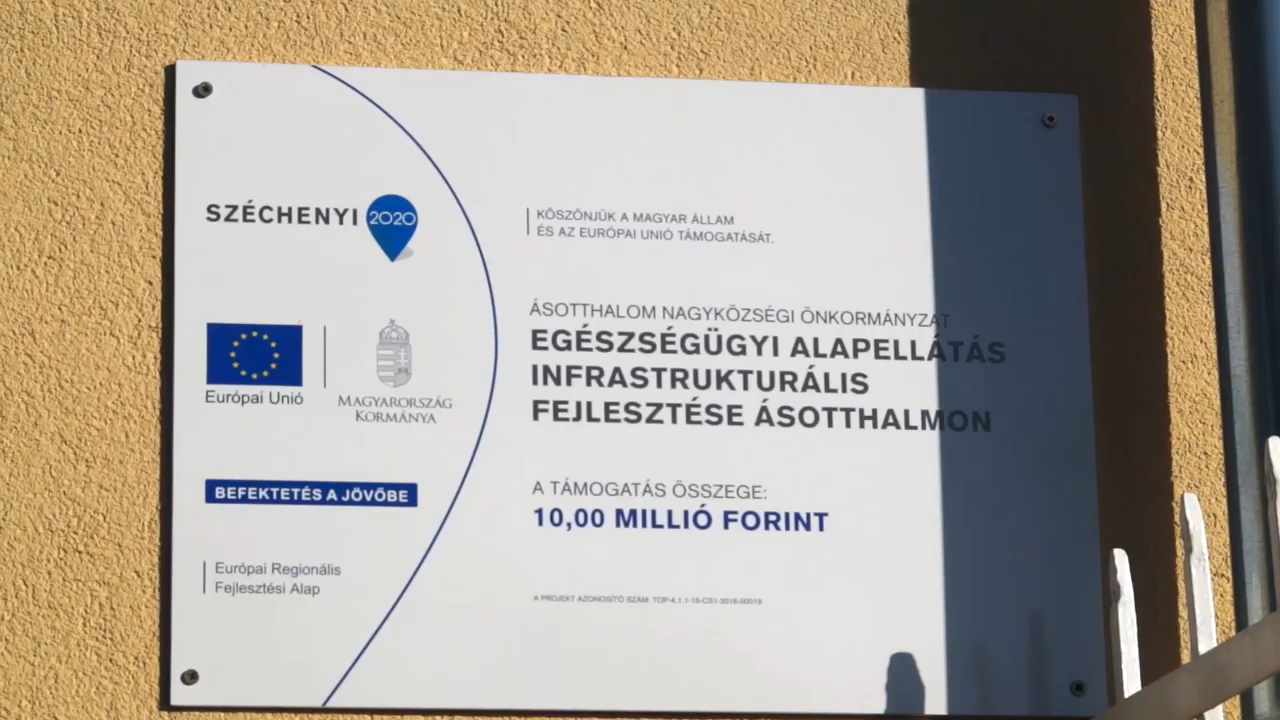 SZÉCHENYI 2020
Európai Unió
MAGYARORSZÁG
KORMÁNYA
BEFEKTETÉS A JÖVŐBE
Európai Regionális
Fejlesztési Alap
KÖSZÖNJÜK A MAGYAR ÁLLAM
ÉS AZ EURÓPAI UNIÓ TÁMOGATÁSÁT.
ÁSOTTHALOM NAGYKÖZSÉGI ÖNKORMÁNYZAT
EGÉSZSÉGÜGYI ALAPELLÁTÁS
INFRASTRUKTURÁLIS
FEJLESZTÉSE ÁSOTTHALMON
A TÁMOGATÁS ÖSSZEGE:
10,00 MILLIÓ FORINT
A PROJEKT AZONOSÍTÓ SZÁM: TOP-4.1.1-15-CS1-2016-00019